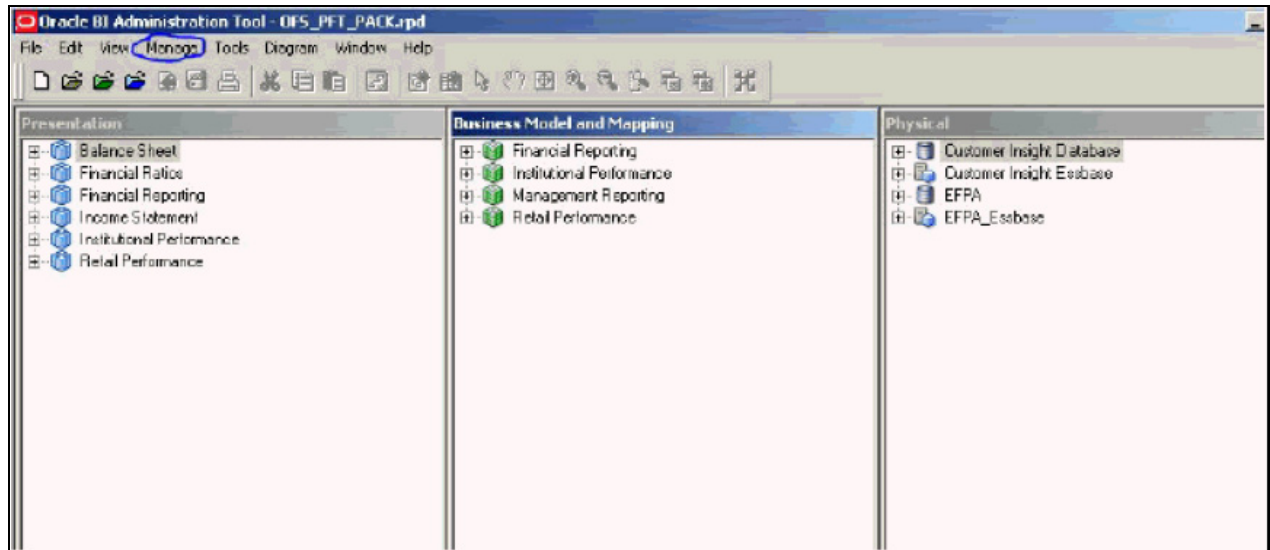 Oracle BI Administration Tool - OFS_PFT_PACK.rpd
File Edit View Manage Tools Diagram Window Help
Presentation
Balance Sheet
Financial Ratios
Financial Reporting
Income Statement
Institutional Performance
Retail Performance
Business Model and Mapping
Financial Reporting
Institutional Performance
Management Reporting
Retail Performance
Physical
Customer Insight Database
Customer Insight Essbase
EFPA
EFPA_Essbase